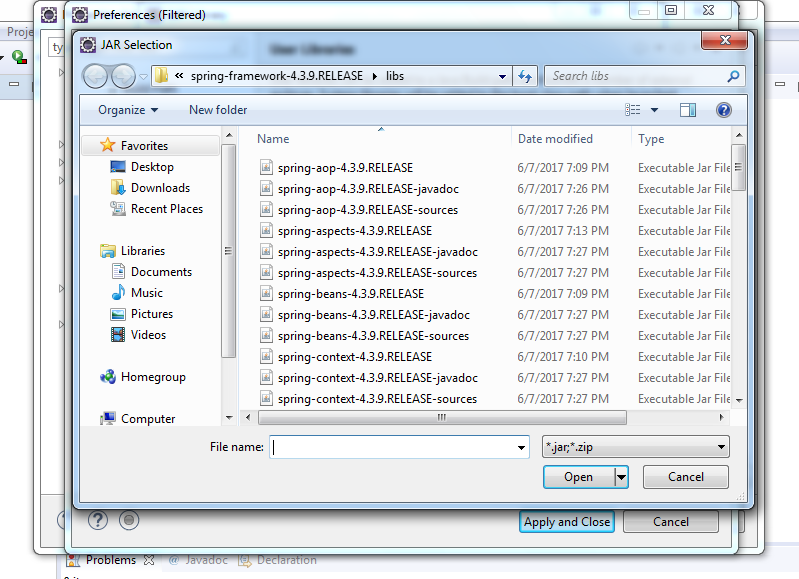 Preferences (Filtered)
Proje
JAR Selection
ty
User Libraries
« spring-framework-4.3.9.RELEASE ▸ libs
Search libs
Organize
New folder
Name
Date modified
Type
Favorites
Desktop
Downloads
Recent Places
Libraries
Documents
Music
Pictures
Videos
Homegroup
Computer
spring-aop-4.3.9.RELEASE 6/7/2017 7:09 PM Executable Jar File
spring-aop-4.3.9.RELEASE-javadoc 6/7/2017 7:26 PM Executable Jar File
spring-aop-4.3.9.RELEASE-sources 6/7/2017 7:26 PM Executable Jar File
spring-aspects-4.3.9.RELEASE 6/7/2017 7:13 PM Executable Jar File
spring-aspects-4.3.9.RELEASE-javadoc 6/7/2017 7:27 PM Executable Jar File
spring-aspects-4.3.9.RELEASE-sources 6/7/2017 7:27 PM Executable Jar File
spring-beans-4.3.9.RELEASE 6/7/2017 7:09 PM Executable Jar File
spring-beans-4.3.9.RELEASE-javadoc 6/7/2017 7:27 PM Executable Jar File
spring-beans-4.3.9.RELEASE-sources 6/7/2017 7:27 PM Executable Jar File
spring-context-4.3.9.RELEASE 6/7/2017 7:10 PM Executable Jar File
spring-context-4.3.9.RELEASE-javadoc 6/7/2017 7:27 PM Executable Jar File
spring-context-4.3.9.RELEASE-sources 6/7/2017 7:27 PM Executable Jar File
File name:
*.jar;*.zip
Open
Cancel
Apply and Close
Cancel
Problems
@ Javadoc
Declaration